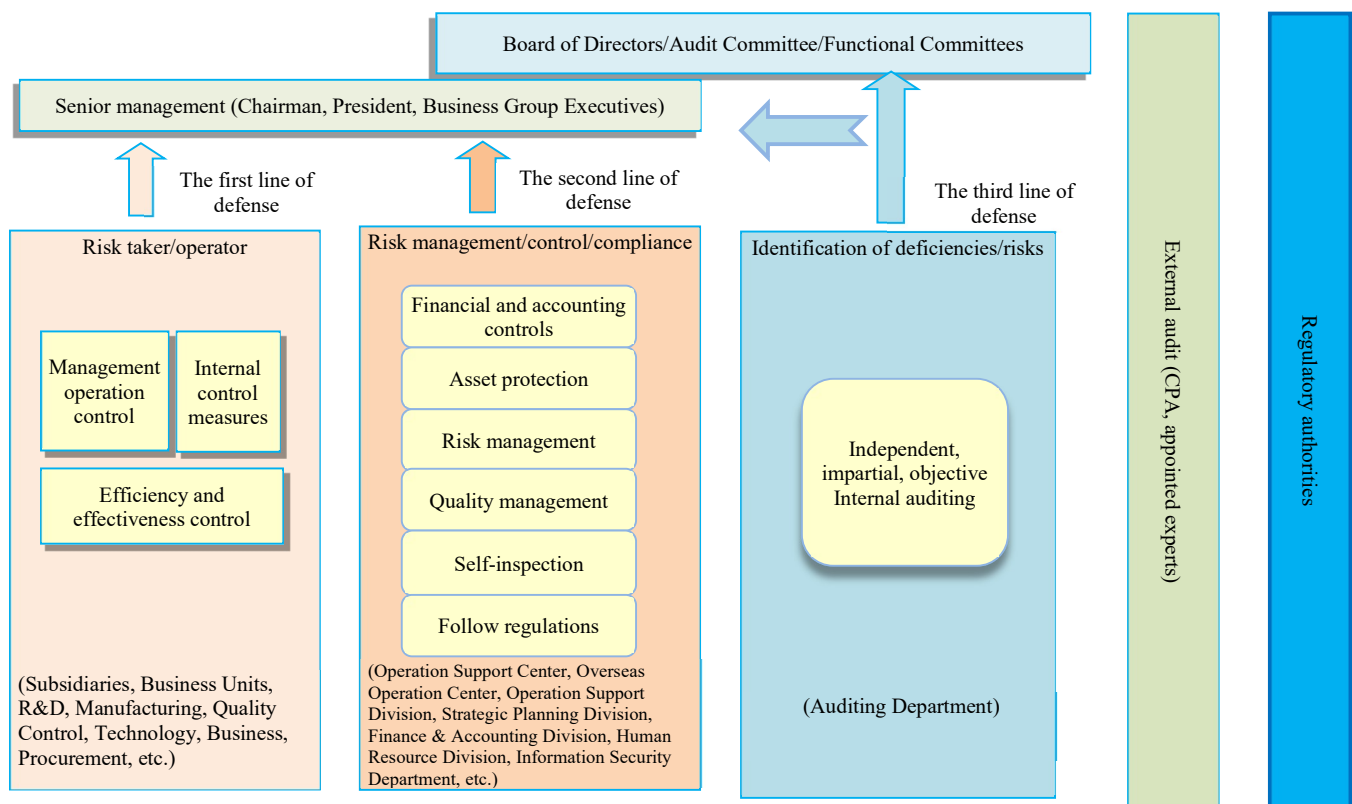 Board of Directors/Audit Committee/Functional Committees
Senior management (Chairman, President, Business Group Executives)
The first line of
defense
The second line of
defense
The third line of
defense
Risk taker/operator
Management
operation
control
Internal
control
measures
Efficiency and
effectiveness control
(Subsidiaries, Business Units,
R&D, Manufacturing, Quality
Control, Technology, Business,
Procurement, etc.)
Risk management/control/compliance
Financial and accounting
controls
Asset protection
Risk management
Quality management
Self-inspection
Follow regulations
(Operation Support Center, Overseas
Operation Center, Operation Support
Division, Strategic Planning Division,
Finance & Accounting Division, Human
Resource Division, Information Security
Department, etc.)
Identification of deficiencies/risks
Independent,
impartial, objective
Internal auditing
(Auditing Department)
External audit (CPA, appointed experts)
Regulatory authorities